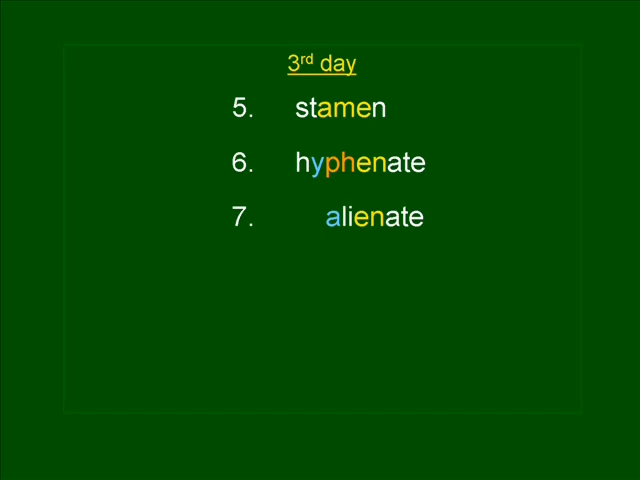 3rd day
5. stamen
6. hyphenate
7. alienate